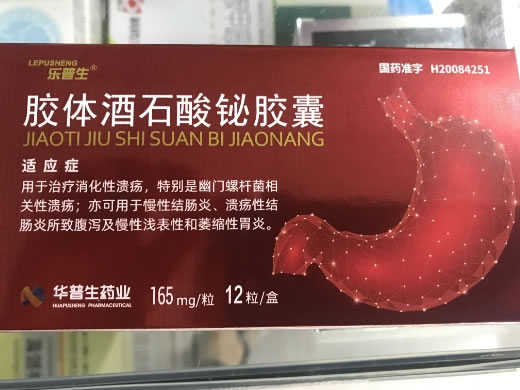 LEPUSHENG
乐普生®
国药准字 H20084251
胶体酒石酸铋胶囊
JIAOTI JIU SHI SUAN BI JIAONANG
适应症
用于治疗消化性溃疡，特别是幽门螺杆菌相
关性溃疡；亦可用于慢性结肠炎、溃疡性结
肠炎所致腹泻及慢性浅表性和萎缩性胃炎。
华普生药业
HUAPUSHENG PHARMACEUTICAL
165mg/粒 12粒/盒